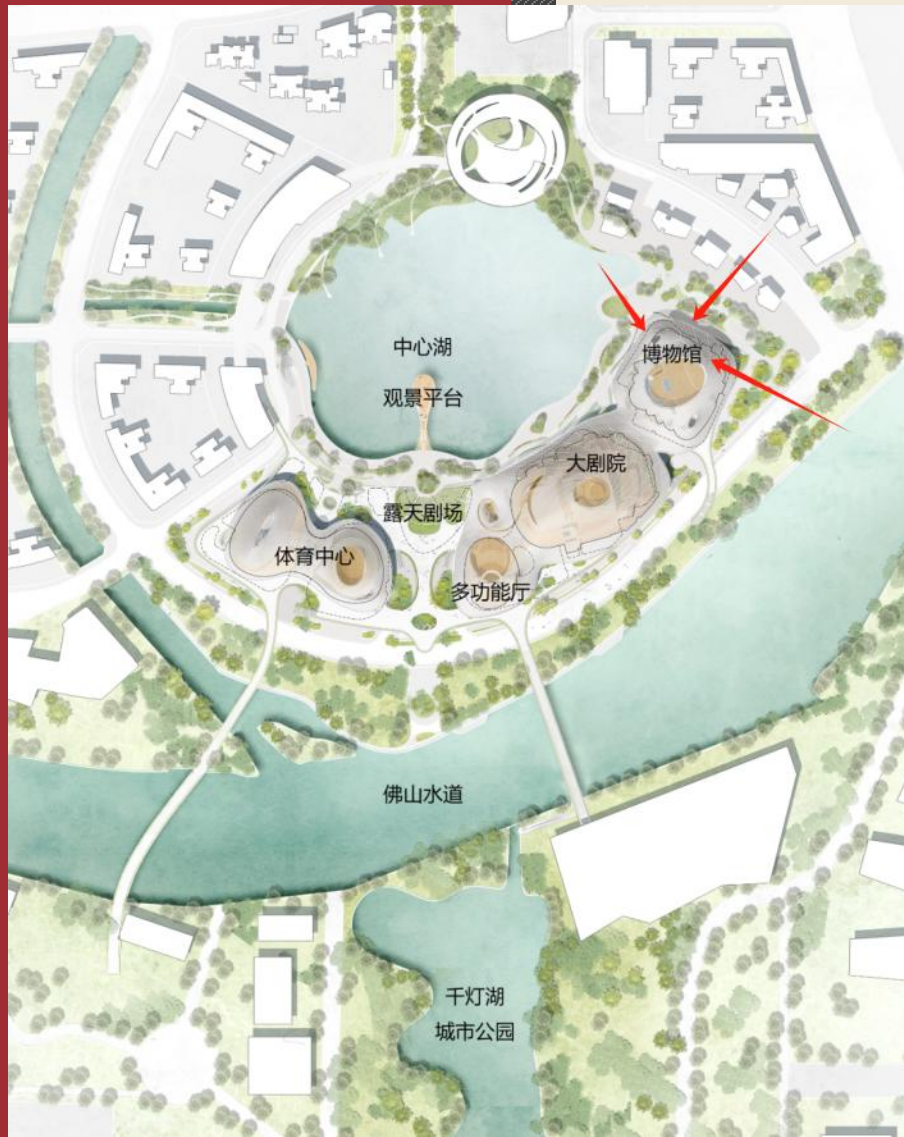 中心湖
观景平台
博物馆
大剧院
露天剧场
体育中心
多功能厅
佛山水道
千灯湖
城市公园